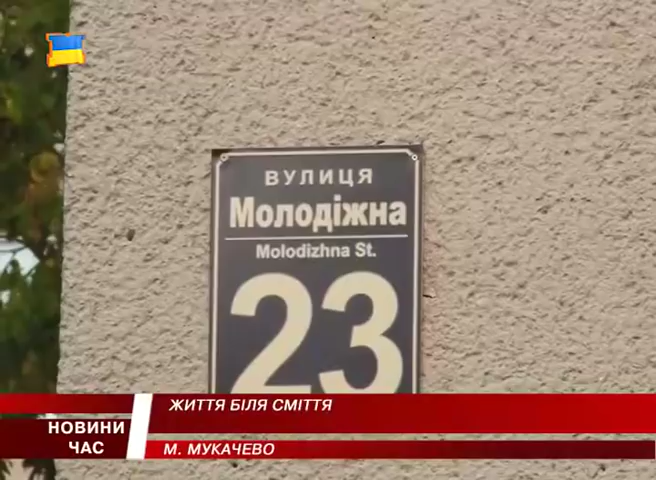 ВУЛИЦЯ
Молодіжна
Molodizhna St.
23
ЖИТТЯ БІЛЯ СМІТТЯ
НОВИНИ
ЧАС
М. МУКАЧЕВО